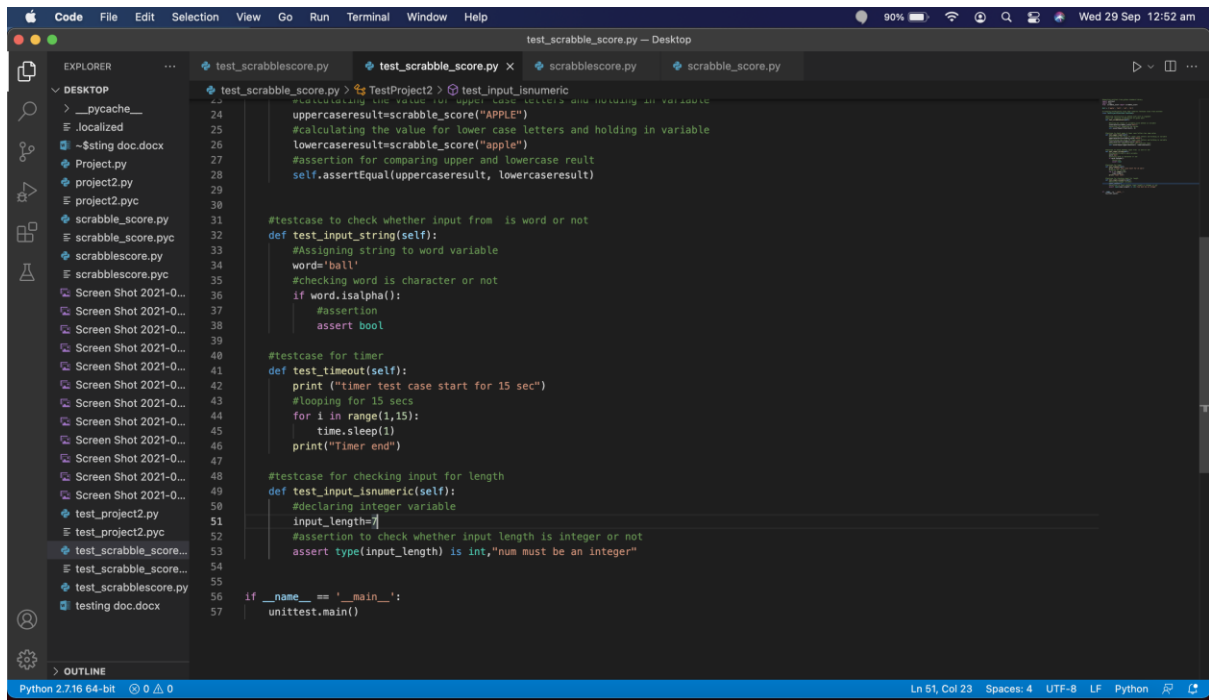 Code File Edit Selection View Go Run Terminal Window Help 90% Wed 29 Sep 12:52 am
test_scrabble_score.py — Desktop
EXPLORER ... test_scrabblescore.py test_scrabble_score.py × scrabblescore.py scrabble_score.py ...
DESKTOP
test_scrabble_score.py > TestProject2 > test_input_isnumeric
> __pycache__
.localized
~$sting doc.docx
Project.py
project2.py
project2.pyc
scrabble_score.py
scrabble_score.pyc
scrabblescore.py
scrabblescore.pyc
Screen Shot 2021-0...
Screen Shot 2021-0...
Screen Shot 2021-0...
Screen Shot 2021-0...
Screen Shot 2021-0...
Screen Shot 2021-0...
Screen Shot 2021-0...
Screen Shot 2021-0...
Screen Shot 2021-0...
Screen Shot 2021-0...
Screen Shot 2021-0...
Screen Shot 2021-0...
test_project2.py
test_project2.pyc
test_scrabble_score...
test_scrabble_score...
test_scrabblescore.py
testing doc.docx
> OUTLINE
23 #calculating the value for upper case letters and holding in variable
24 uppercaseresult=scrabble_score("APPLE")
25 #calculating the value for lower case letters and holding in variable
26 lowercaseresult=scrabble_score("apple")
27 #assertion for comparing upper and lowercase reult
28 self.assertEqual(uppercaseresult, lowercaseresult)
29
30
31 #testcase to check whether input from is word or not
32 def test_input_string(self):
33 #Assigning string to word variable
34 word='ball'
35 #checking word is character or not
36 if word.isalpha():
37 #assertion
38 assert bool
39
40 #testcase for timer
41 def test_timeout(self):
42 print ("timer test case start for 15 sec")
43 #looping for 15 secs
44 for i in range(1,15):
45 time.sleep(1)
46 print("Timer end")
47
48 #testcase for checking input for length
49 def test_input_isnumeric(self):
50 #declaring integer variable
51 input_length=7
52 #assertion to check whether input length is integer or not
53 assert type(input_length) is int,"num must be an integer"
54
55
56 if __name__ == '__main__':
57 unittest.main()
Python 2.7.16 64-bit 0 0 Ln 51, Col 23 Spaces: 4 UTF-8 LF Python